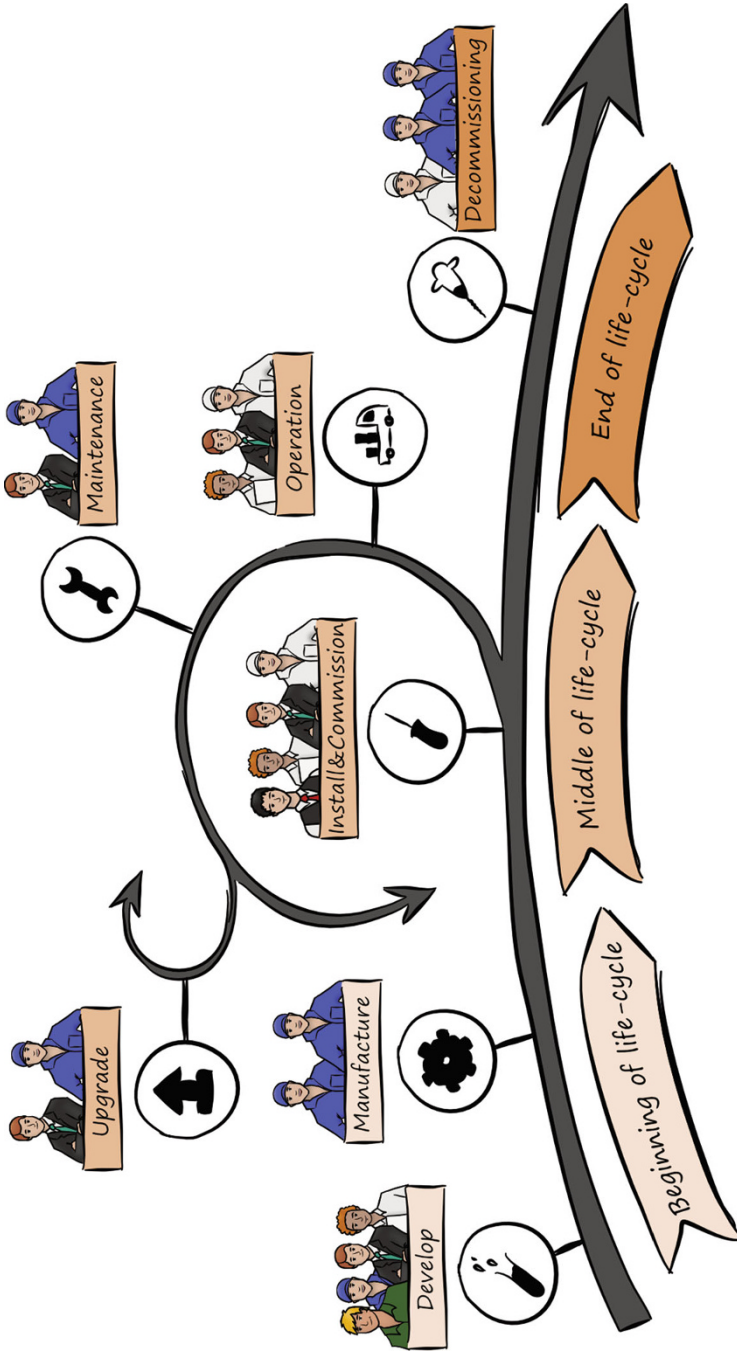 Maintenance
Upgrade
Operation
Install&Commission
Decommissioning
Develop
Manufacture
Beginning of life-cycle
Middle of life-cycle
End of life-cycle